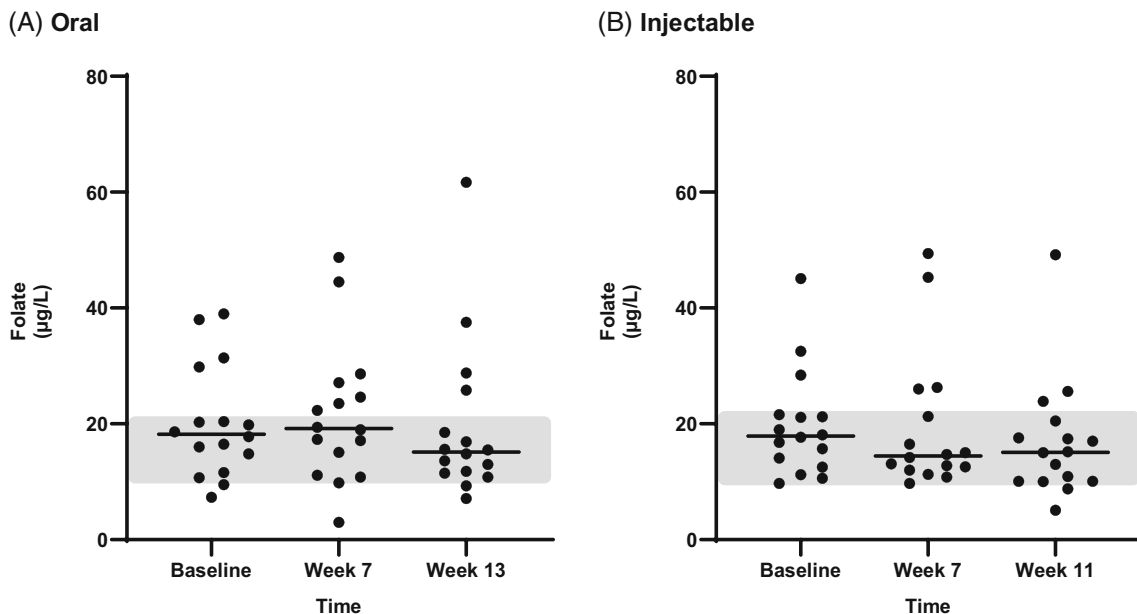 (A) Oral
80
60
40
20
0
Folate
(µg/L)
Baseline Week 7 Week 13
Time
(B) Injectable
80
60
40
20
0
Folate
(µg/L)
Baseline Week 7 Week 11
Time